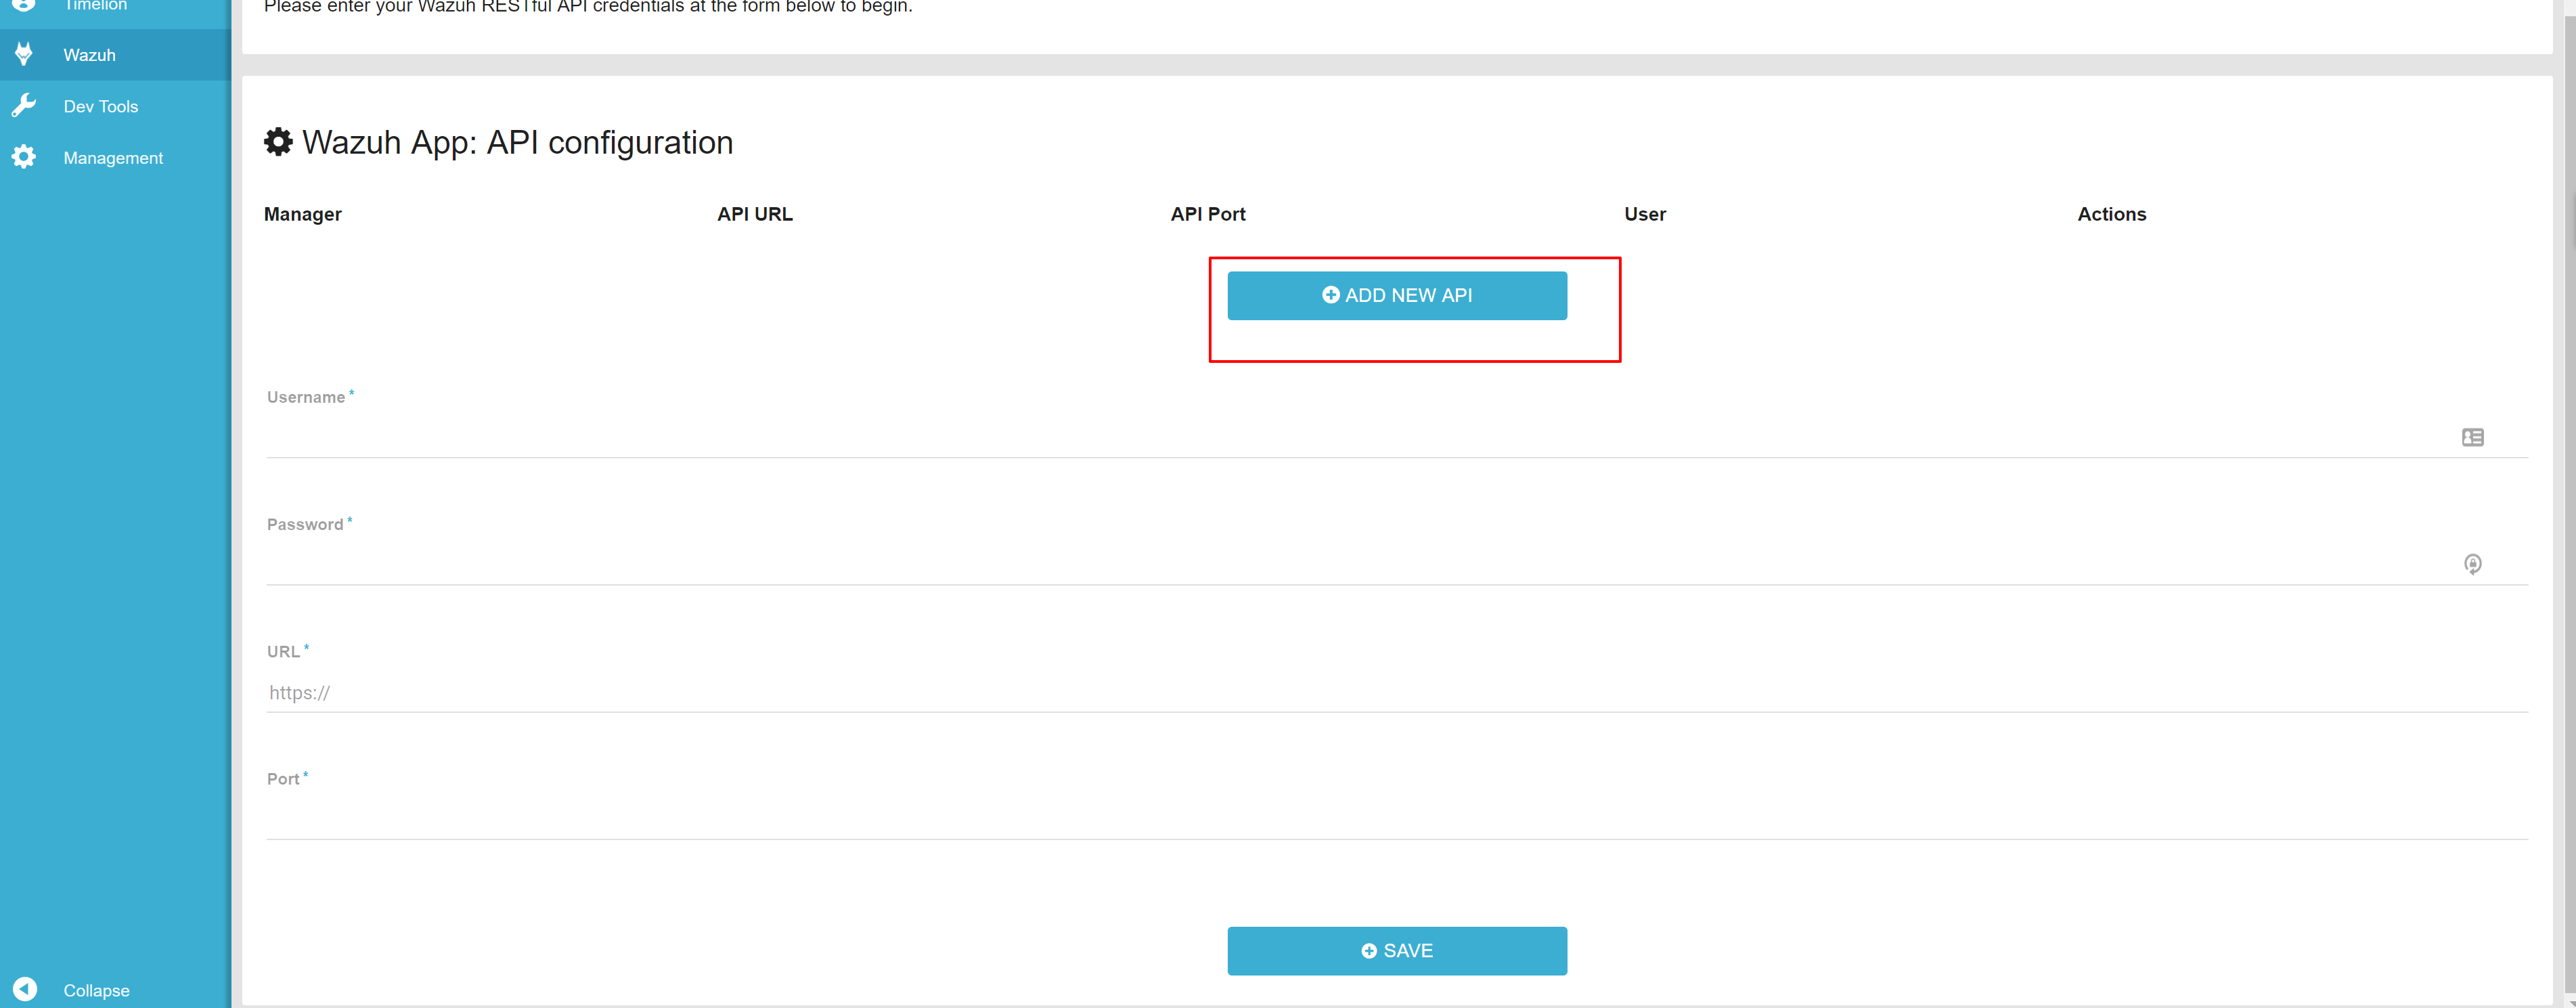 Timelion
Please enter your Wazuh RESTful API credentials at the form below to begin.
Wazuh
Dev Tools
Management
Wazuh App: API configuration
Manager API URL API Port User Actions
ADD NEW API
Username *
Password *
URL *
https://
Port *
SAVE
Collapse